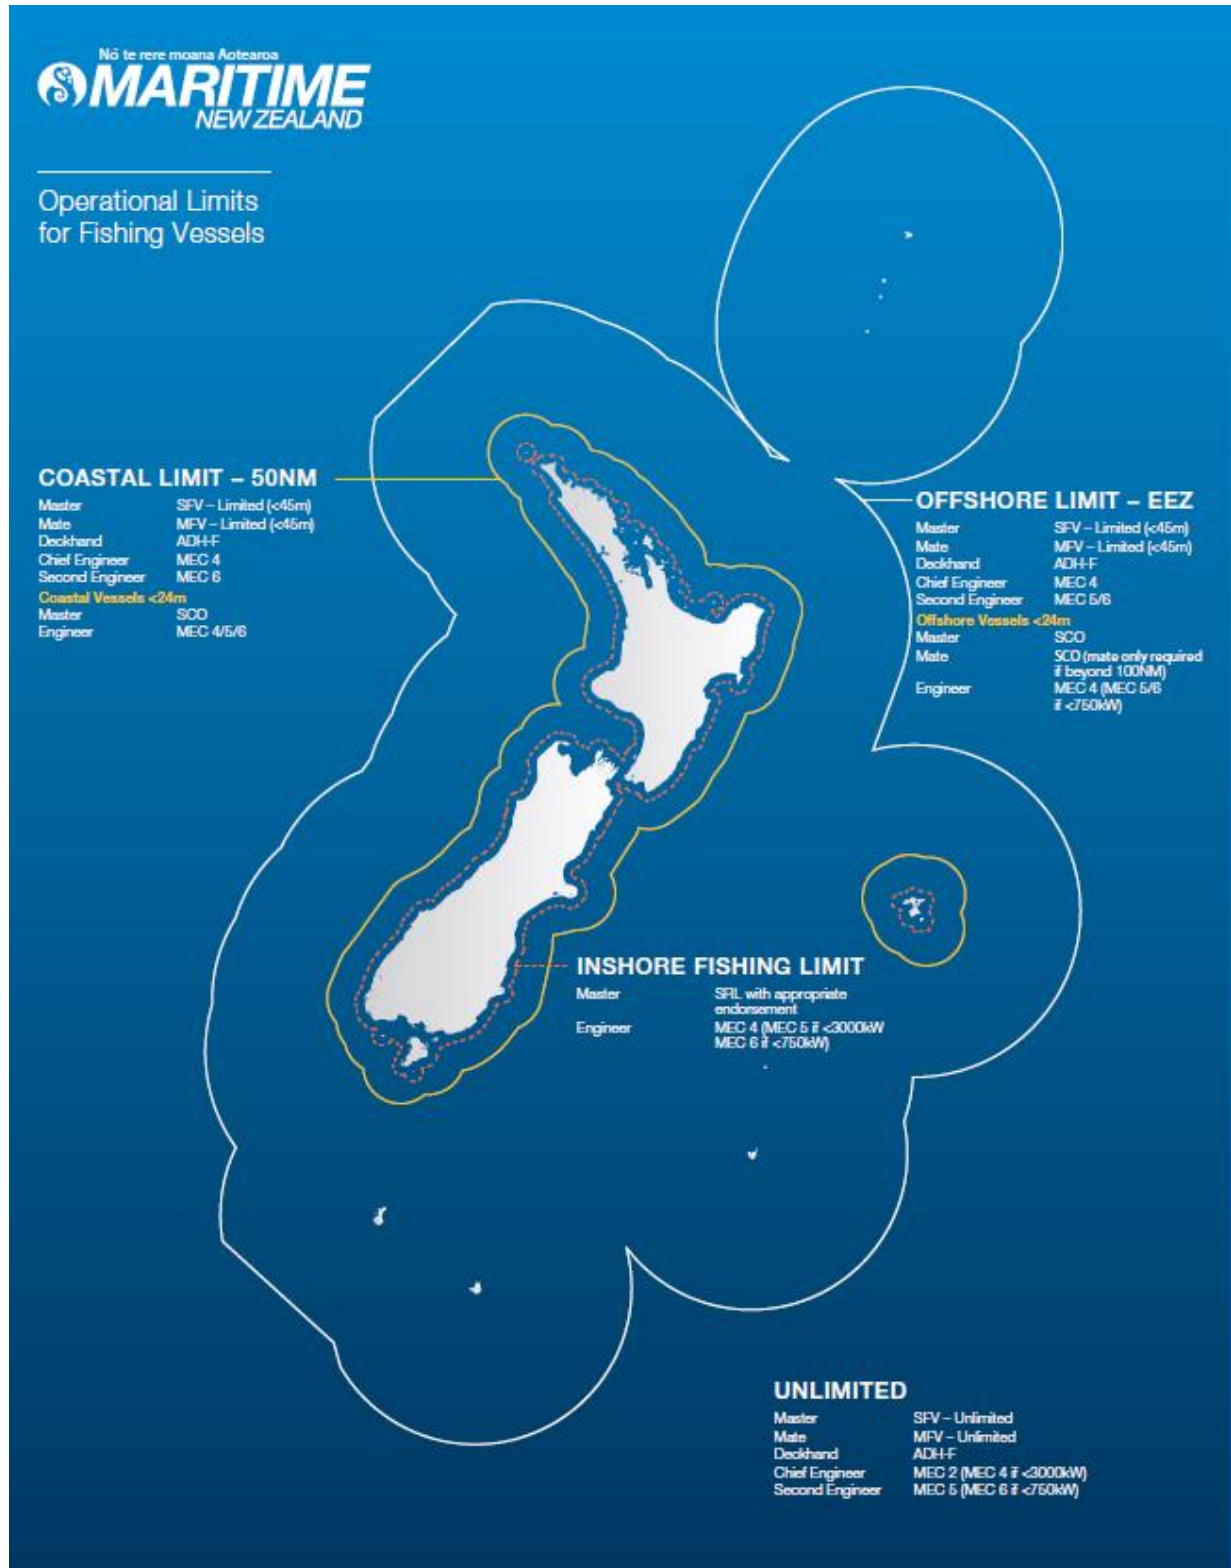 Nō te rere moana Aotearoa
MARITIME
NEW ZEALAND
Operational Limits
for Fishing Vessels
COASTAL LIMIT – 50NM
Master SFV – Limited (<45m)
Mate MFV – Limited (<45m)
Deckhand ADH-F
Chief Engineer MEC 4
Second Engineer MEC 6
Coastal Vessels <24m
Master SCO
Engineer MEC 4/5/6
OFFSHORE LIMIT – EEZ
Master SFV – Limited (<45m)
Mate MFV – Limited (<45m)
Deckhand ADH-F
Chief Engineer MEC 4
Second Engineer MEC 5/6
Offshore Vessels <24m
Master SCO
Mate SCO (mate only required
if beyond 100NM)
Engineer MEC 4 (MEC 5/6
if <750kW)
INSHORE FISHING LIMIT
Master SRL with appropriate
endorsement
Engineer MEC 4 (MEC 5 if <3000kW
MEC 6 if <750kW)
UNLIMITED
Master SFV – Unlimited
Mate MFV – Unlimited
Deckhand ADH-F
Chief Engineer MEC 2 (MEC 4 if <3000kW)
Second Engineer MEC 5 (MEC 6 if <750kW)